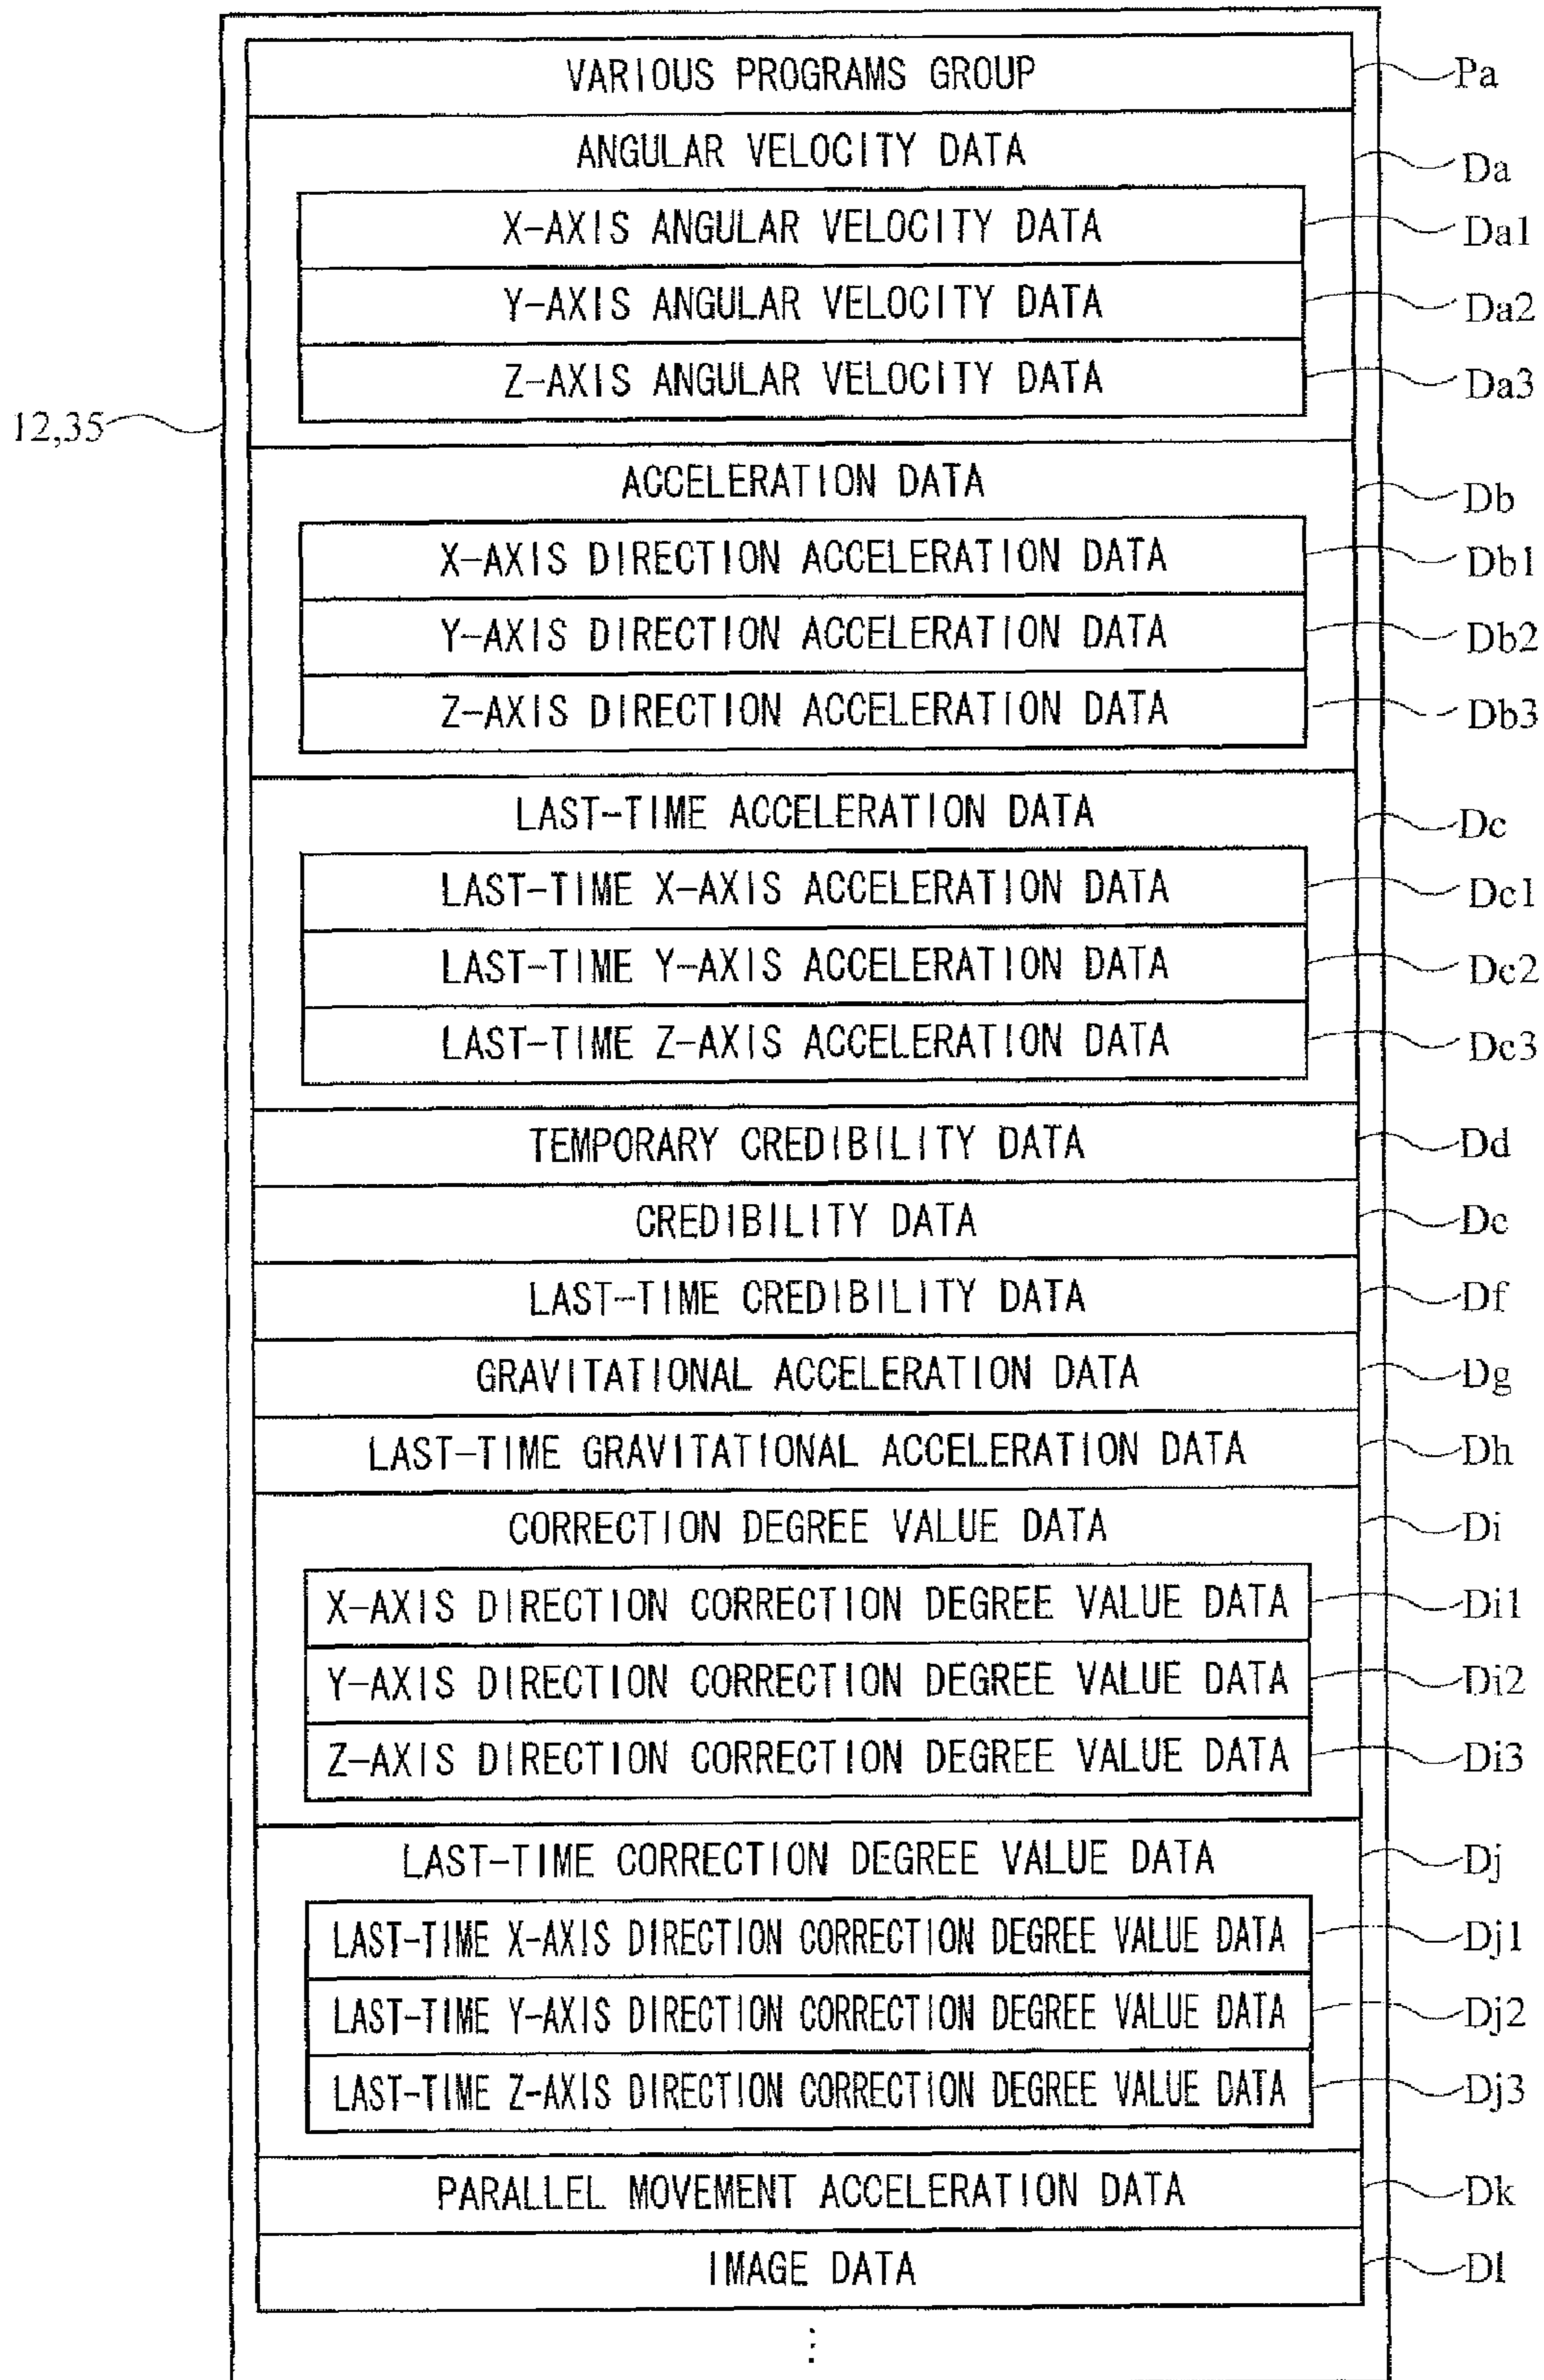 VARIOUS PROGRAMS GROUP Pa
ANGULAR VELOCITY DATA Da
X-AXIS ANGULAR VELOCITY DATA Da1
Y-AXIS ANGULAR VELOCITY DATA Da2
Z-AXIS ANGULAR VELOCITY DATA Da3
12,35
ACCELERATION DATA Db
X-AXIS DIRECTION ACCELERATION DATA Db1
Y-AXIS DIRECTION ACCELERATION DATA Db2
Z-AXIS DIRECTION ACCELERATION DATA Db3
LAST-TIME ACCELERATION DATA Dc
LAST-TIME X-AXIS ACCELERATION DATA Dc1
LAST-TIME Y-AXIS ACCELERATION DATA Dc2
LAST-TIME Z-AXIS ACCELERATION DATA Dc3
TEMPORARY CREDIBILITY DATA Dd
CREDIBILITY DATA De
LAST-TIME CREDIBILITY DATA Df
GRAVITATIONAL ACCELERATION DATA Dg
LAST-TIME GRAVITATIONAL ACCELERATION DATA Dh
CORRECTION DEGREE VALUE DATA Di
X-AXIS DIRECTION CORRECTION DEGREE VALUE DATA Di1
Y-AXIS DIRECTION CORRECTION DEGREE VALUE DATA Di2
Z-AXIS DIRECTION CORRECTION DEGREE VALUE DATA Di3
LAST-TIME CORRECTION DEGREE VALUE DATA Dj
LAST-TIME X-AXIS DIRECTION CORRECTION DEGREE VALUE DATA Dj1
LAST-TIME Y-AXIS DIRECTION CORRECTION DEGREE VALUE DATA Dj2
LAST-TIME Z-AXIS DIRECTION CORRECTION DEGREE VALUE DATA Dj3
PARALLEL MOVEMENT ACCELERATION DATA Dk
IMAGE DATA Dl